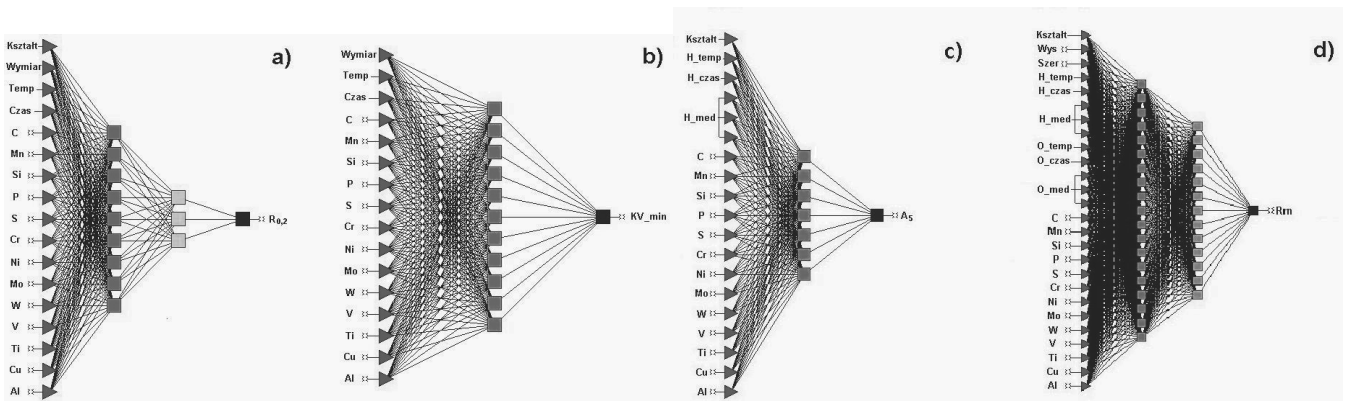 a)
Kształt
Wymiar
Temp
Czas
C
Mn
Si
P
S
Cr
Ni
Mo
W
V
Ti
Cu
Al
R0,2
b)
Wymiar
Temp
Czas
C
Mn
Si
P
S
Cr
Ni
Mo
W
V
Ti
Cu
Al
KV_min
c)
Kształt
H_temp
H_czas
H_med
C
Mn
Si
P
S
Cr
Ni
Mo
W
V
Ti
Cu
Al
A5
d)
Kształt
Wys
Szer
H_temp
H_czas
H_med
O_temp
O_czas
O_med
C
Mn
Si
P
S
Cr
Ni
Mo
W
V
Ti
Cu
Al
Rm